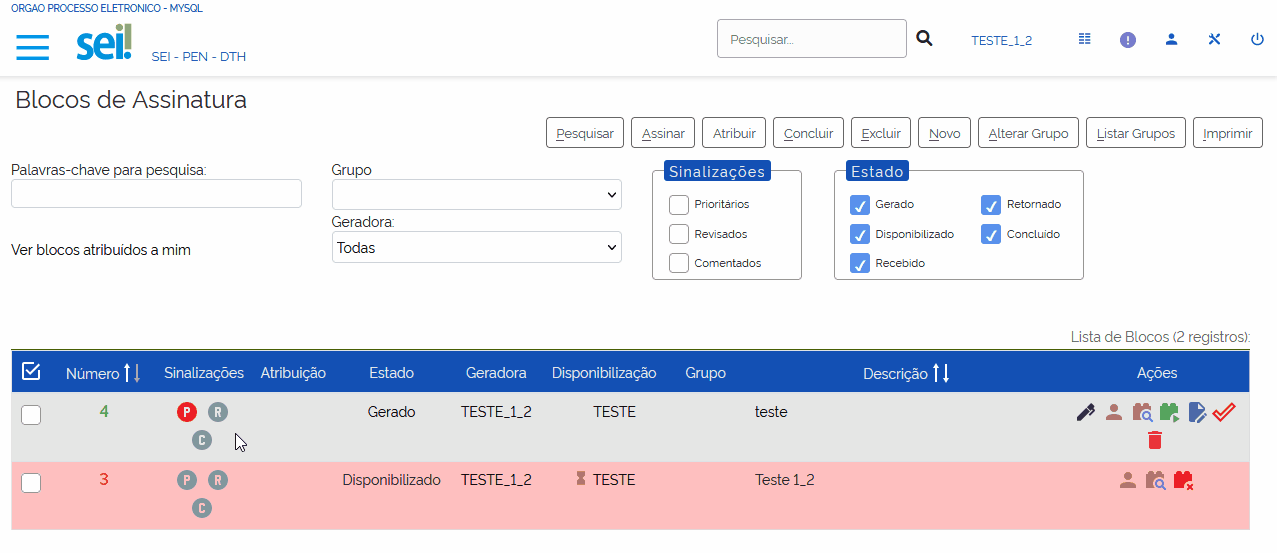 ORGAO PROCESSO ELETRONICO - MYSQL
sei!
SEI - PEN - DTH
Pesquisar...
TESTE_1_2
Blocos de Assinatura
Pesquisar Assinar Atribuir Concluir Excluir Novo Alterar Grupo Listar Grupos Imprimir
Palavras-chave para pesquisa:
Grupo
Geradora:
Todas
Ver blocos atribuídos a mim
Sinalizações
Prioritários
Revisados
Comentados
Estado
Gerado Retornado
Disponibilizado Concluído
Recebido
Lista de Blocos (2 registros):
Número Sinalizações Atribuição Estado Geradora Disponibilização Grupo Descrição Ações
4 P R C Gerado TESTE_1_2 TESTE teste
3 P R C Disponibilizado TESTE_1_2 TESTE Teste 1_2